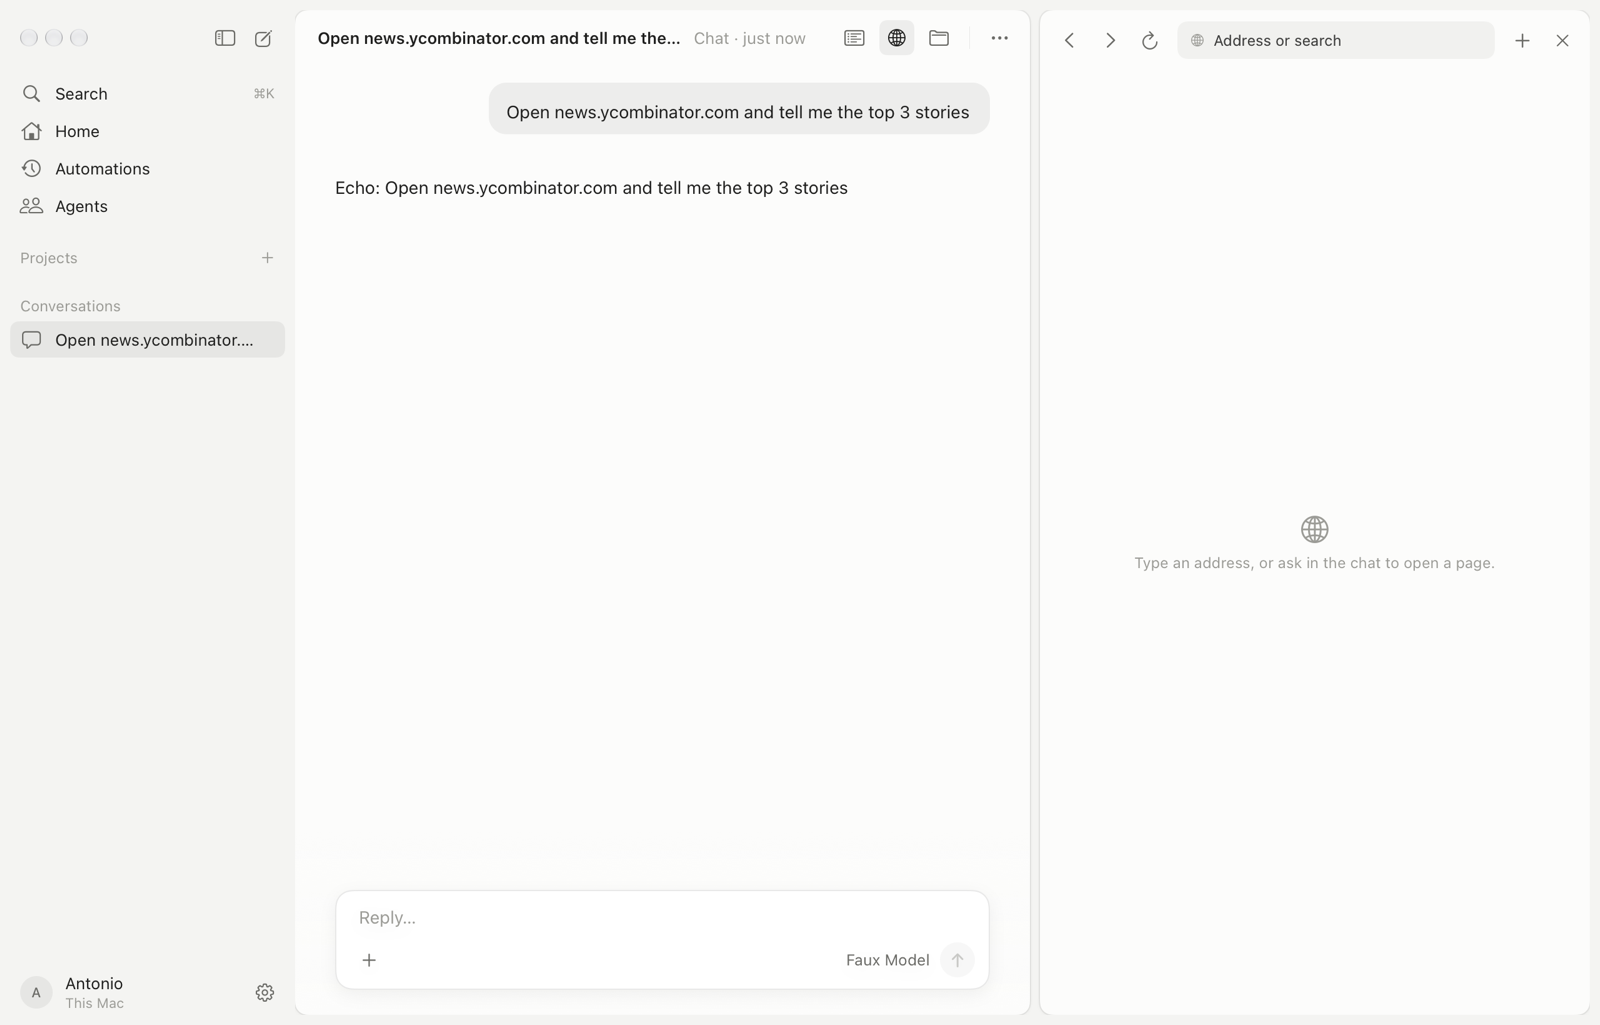 Search
⌘K
Home
Automations
Agents
Projects
Conversations
Open news.ycombinator....
Antonio
A
This Mac
Open news.ycombinator.com and tell me the...
Chat · just now
Open news.ycombinator.com and tell me the top 3 stories
Echo: Open news.ycombinator.com and tell me the top 3 stories
Reply...
Faux Model
Address or search
Type an address, or ask in the chat to open a page.